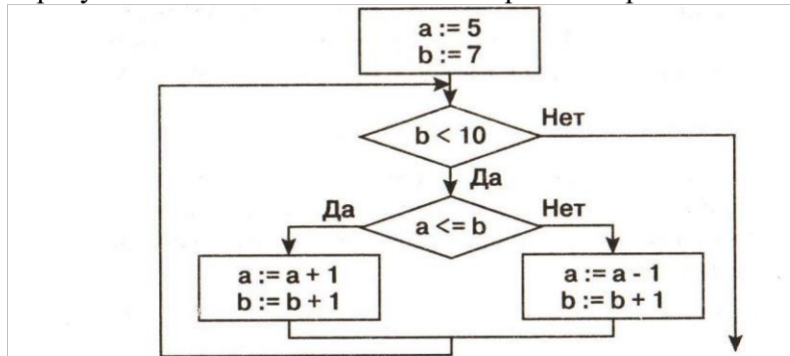 a := 5
b := 7
b < 10
Нет
Да
Да
a <= b
Нет
a := a + 1
b := b + 1
a := a - 1
b := b + 1